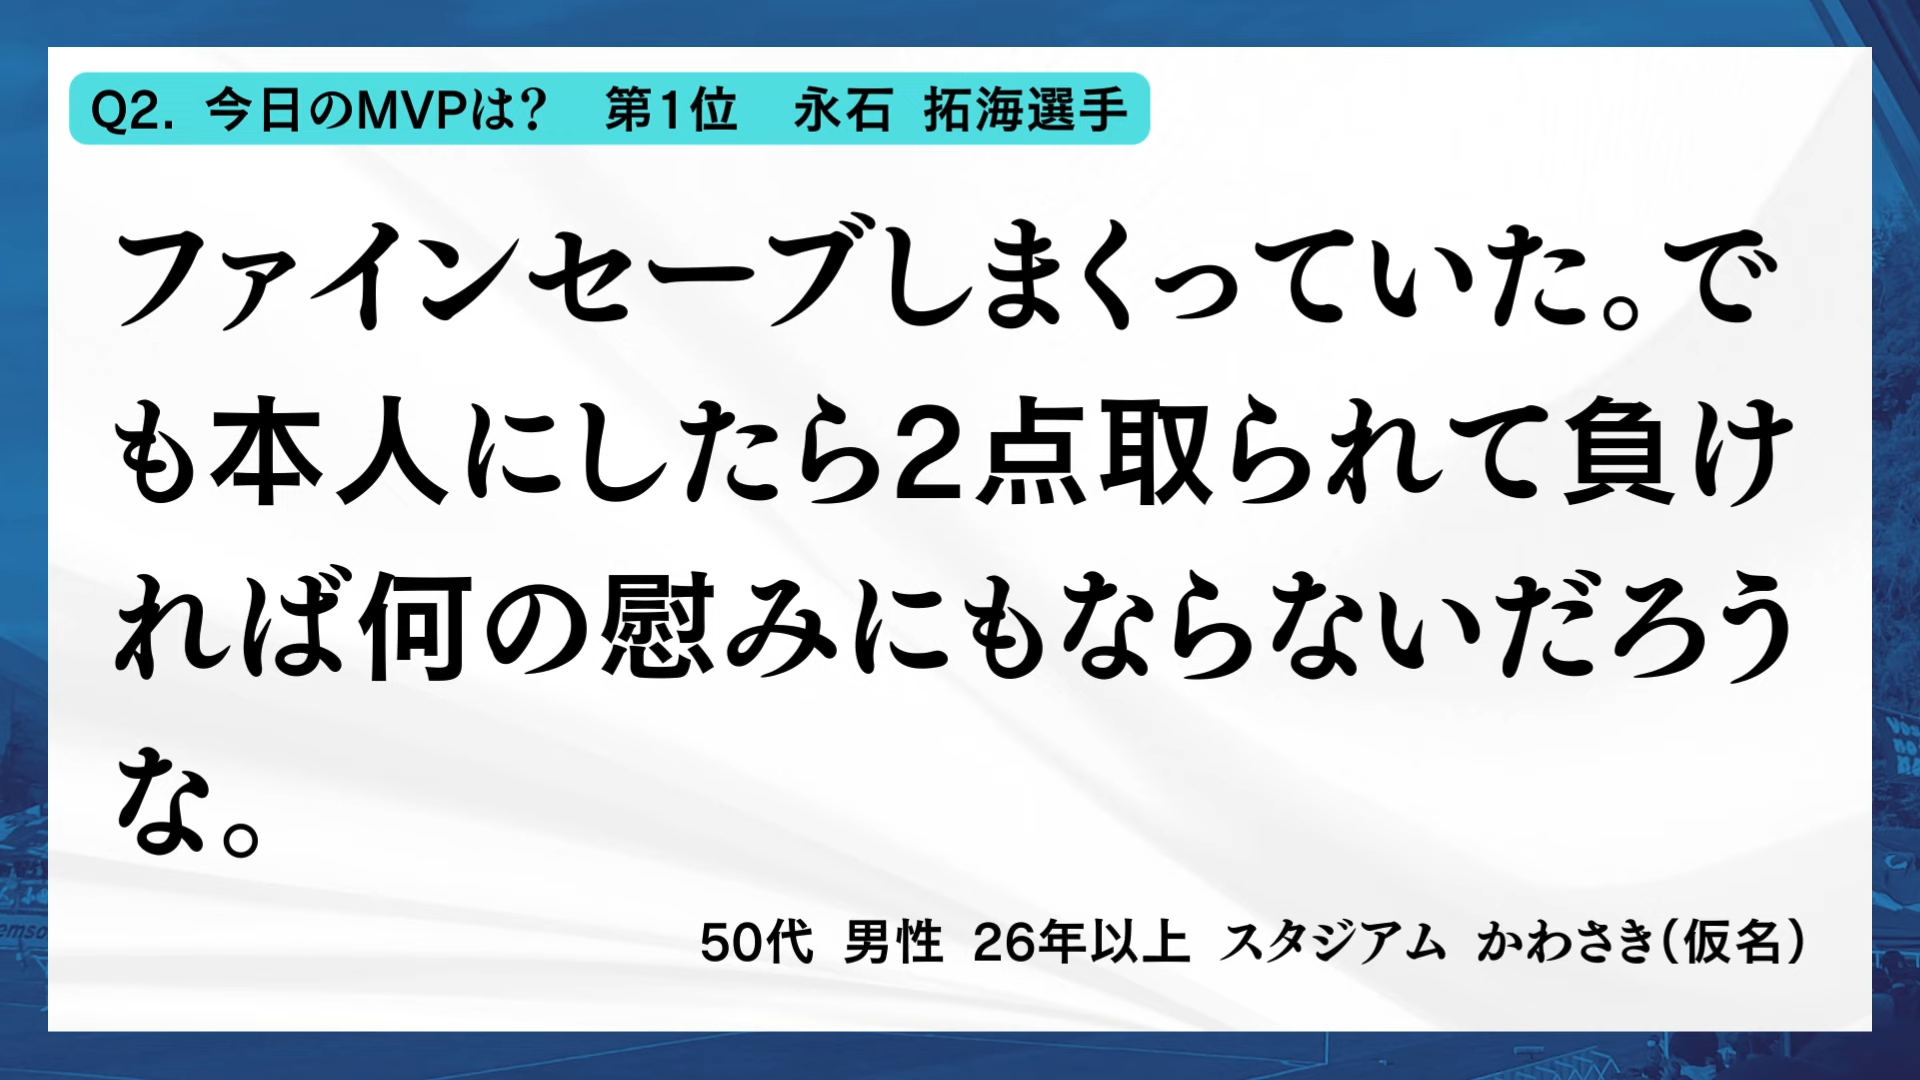 Q2. 今日のMVPは？　第1位　永石 拓海選手
ファインセーブしまくっていた。で
も本人にしたら2点取られて負け
れば何の慰みにもならないだろう
な。
50代 男性 26年以上 スタジアム かわさき（仮名）